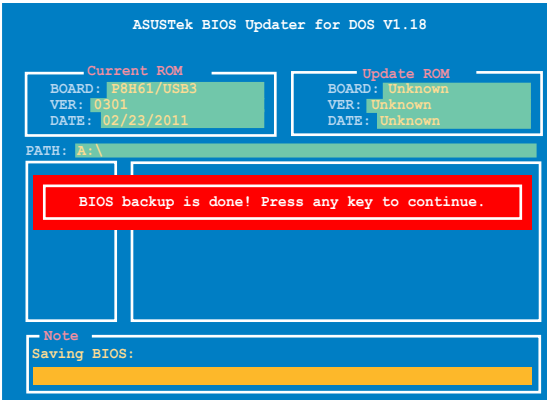 ASUSTek BIOS Updater for DOS V1.18
Current ROM
BOARD: P8H61/USB3
VER: 0301
DATE: 02/23/2011
Update ROM
BOARD: Unknown
VER: Unknown
DATE: Unknown
PATH: A:\
BIOS backup is done! Press any key to continue.
Note
Saving BIOS: